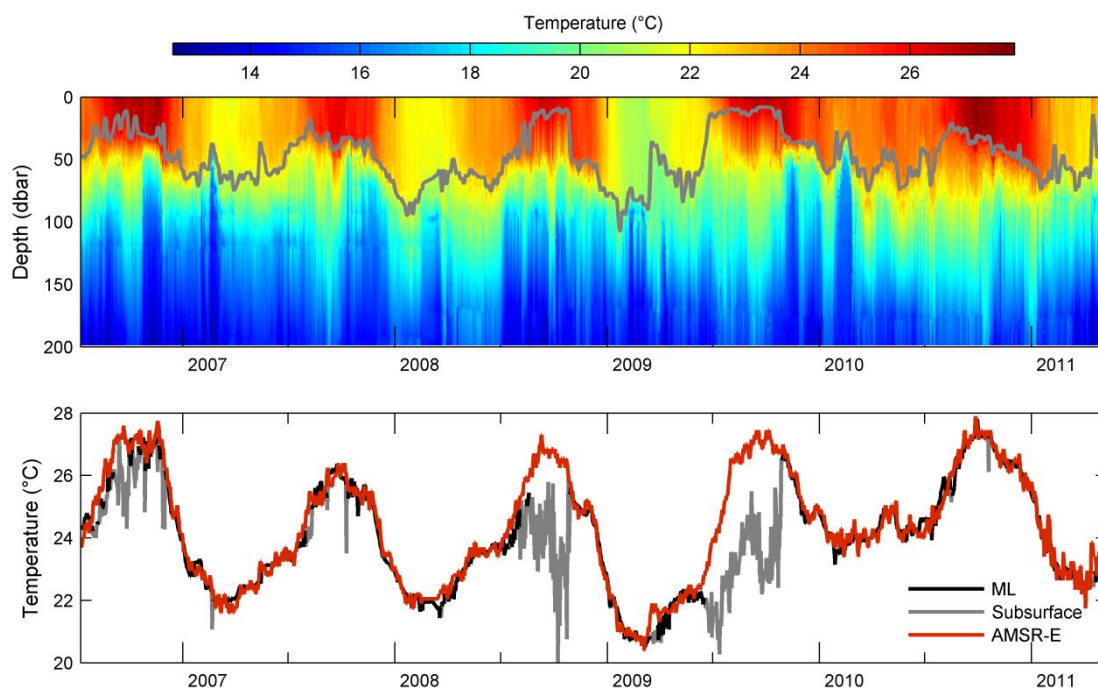 Temperature (°C)
14 16 18 20 22 24 26
Depth (dbar)
0
50
100
150
200
2007 2008 2009 2010 2011
Temperature (°C)
28
26
24
22
20
ML
Subsurface
AMSR-E
2007 2008 2009 2010 2011